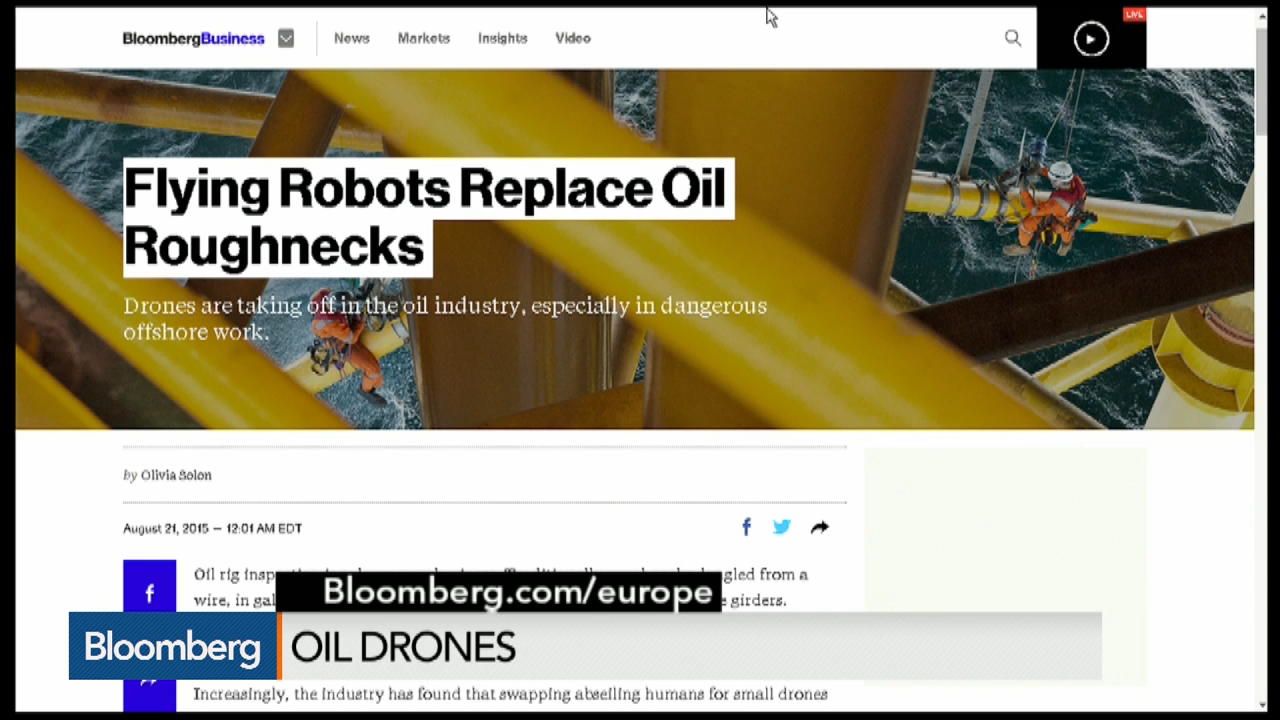 BloombergBusiness
News Markets Insights Video
LIVE
Flying Robots Replace Oil
Roughnecks
Drones are taking off in the oil industry, especially in dangerous
offshore work.
by Olivia Solon
August 21, 2015 — 12:01 AM EDT
Oil rig
from a
wire, in
girders.
Bloomberg.com/europe
Bloomberg OIL DRONES
Increasingly, the industry has found that swapping abseiling humans for small drones